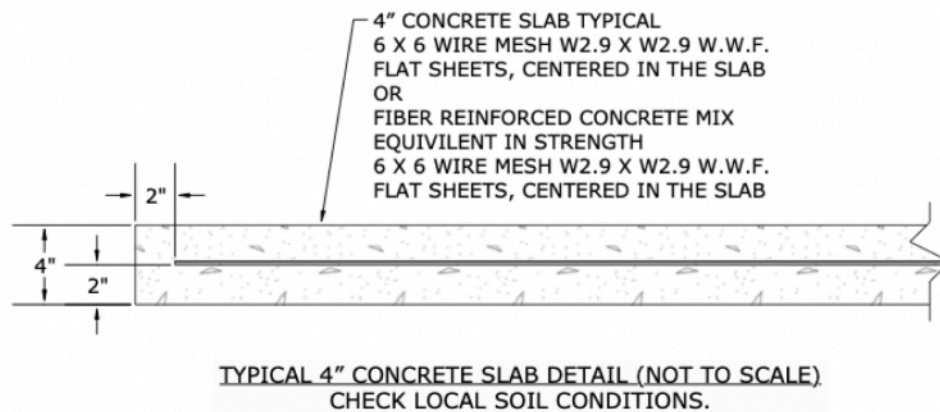 4” CONCRETE SLAB TYPICAL
6 X 6 WIRE MESH W2.9 X W2.9 W.W.F.
FLAT SHEETS, CENTERED IN THE SLAB
OR
FIBER REINFORCED CONCRETE MIX
EQUIVILENT IN STRENGTH
6 X 6 WIRE MESH W2.9 X W2.9 W.W.F.
FLAT SHEETS, CENTERED IN THE SLAB
2"
4"
2"
TYPICAL 4” CONCRETE SLAB DETAIL (NOT TO SCALE)
CHECK LOCAL SOIL CONDITIONS.